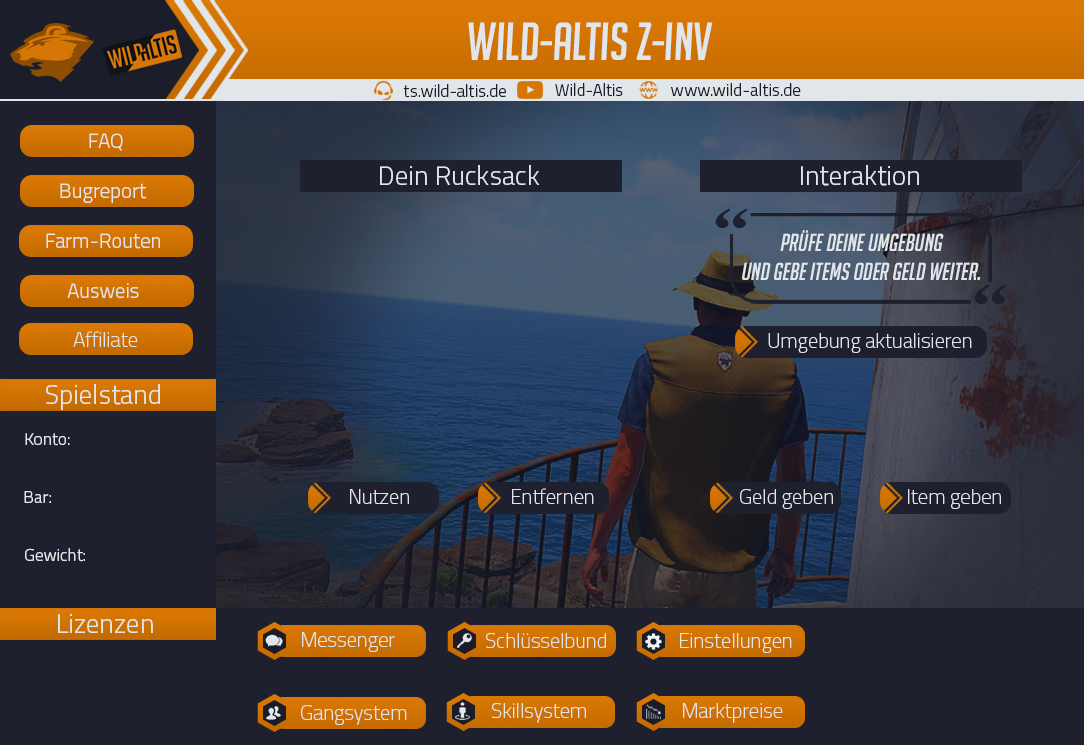 WILD-ALTIS
WILD-ALTIS Z-INV
ts.wild-altis.de Wild-Altis www www.wild-altis.de
FAQ
Bugreport
Farm-Routen
Ausweis
Affiliate
Spielstand
Konto:
Bar:
Gewicht:
Lizenzen
Dein Rucksack
Nutzen Entfernen
Interaktion
“ PRÜFE DEINE UMGEBUNG
UND GEBE ITEMS ODER GELD WEITER. “
Umgebung aktualisieren
Geld geben Item geben
Messenger Schlüsselbund Einstellungen
Gangsystem Skillsystem Marktpreise